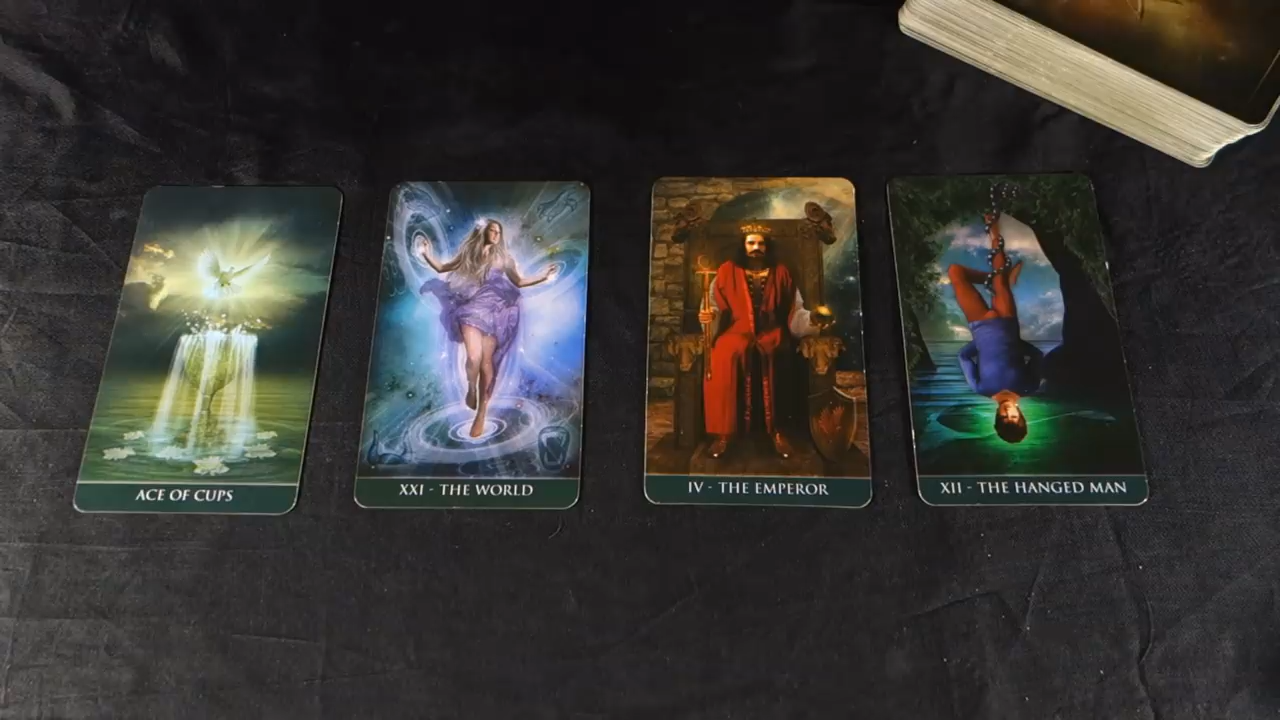 ACE OF CUPS
XXI - THE WORLD
IV - THE EMPEROR
XII - THE HANGED MAN